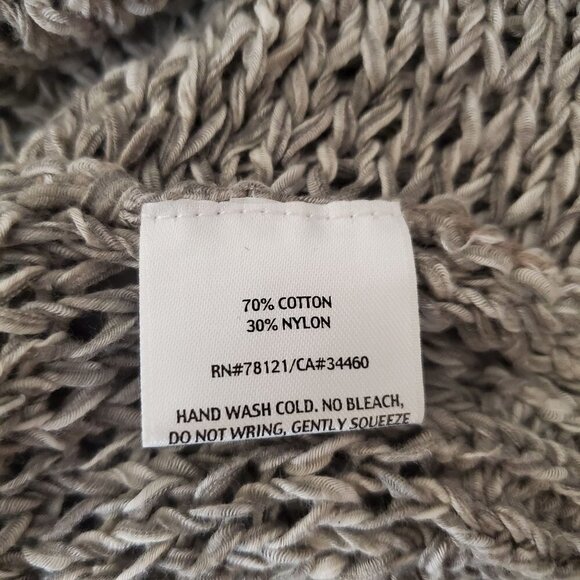 70% COTTON
30% NYLON
RN#78121/CA#34460
HAND WASH COLD. NO BLEACH,
DO NOT WRING, GENTLY SQUEEZE